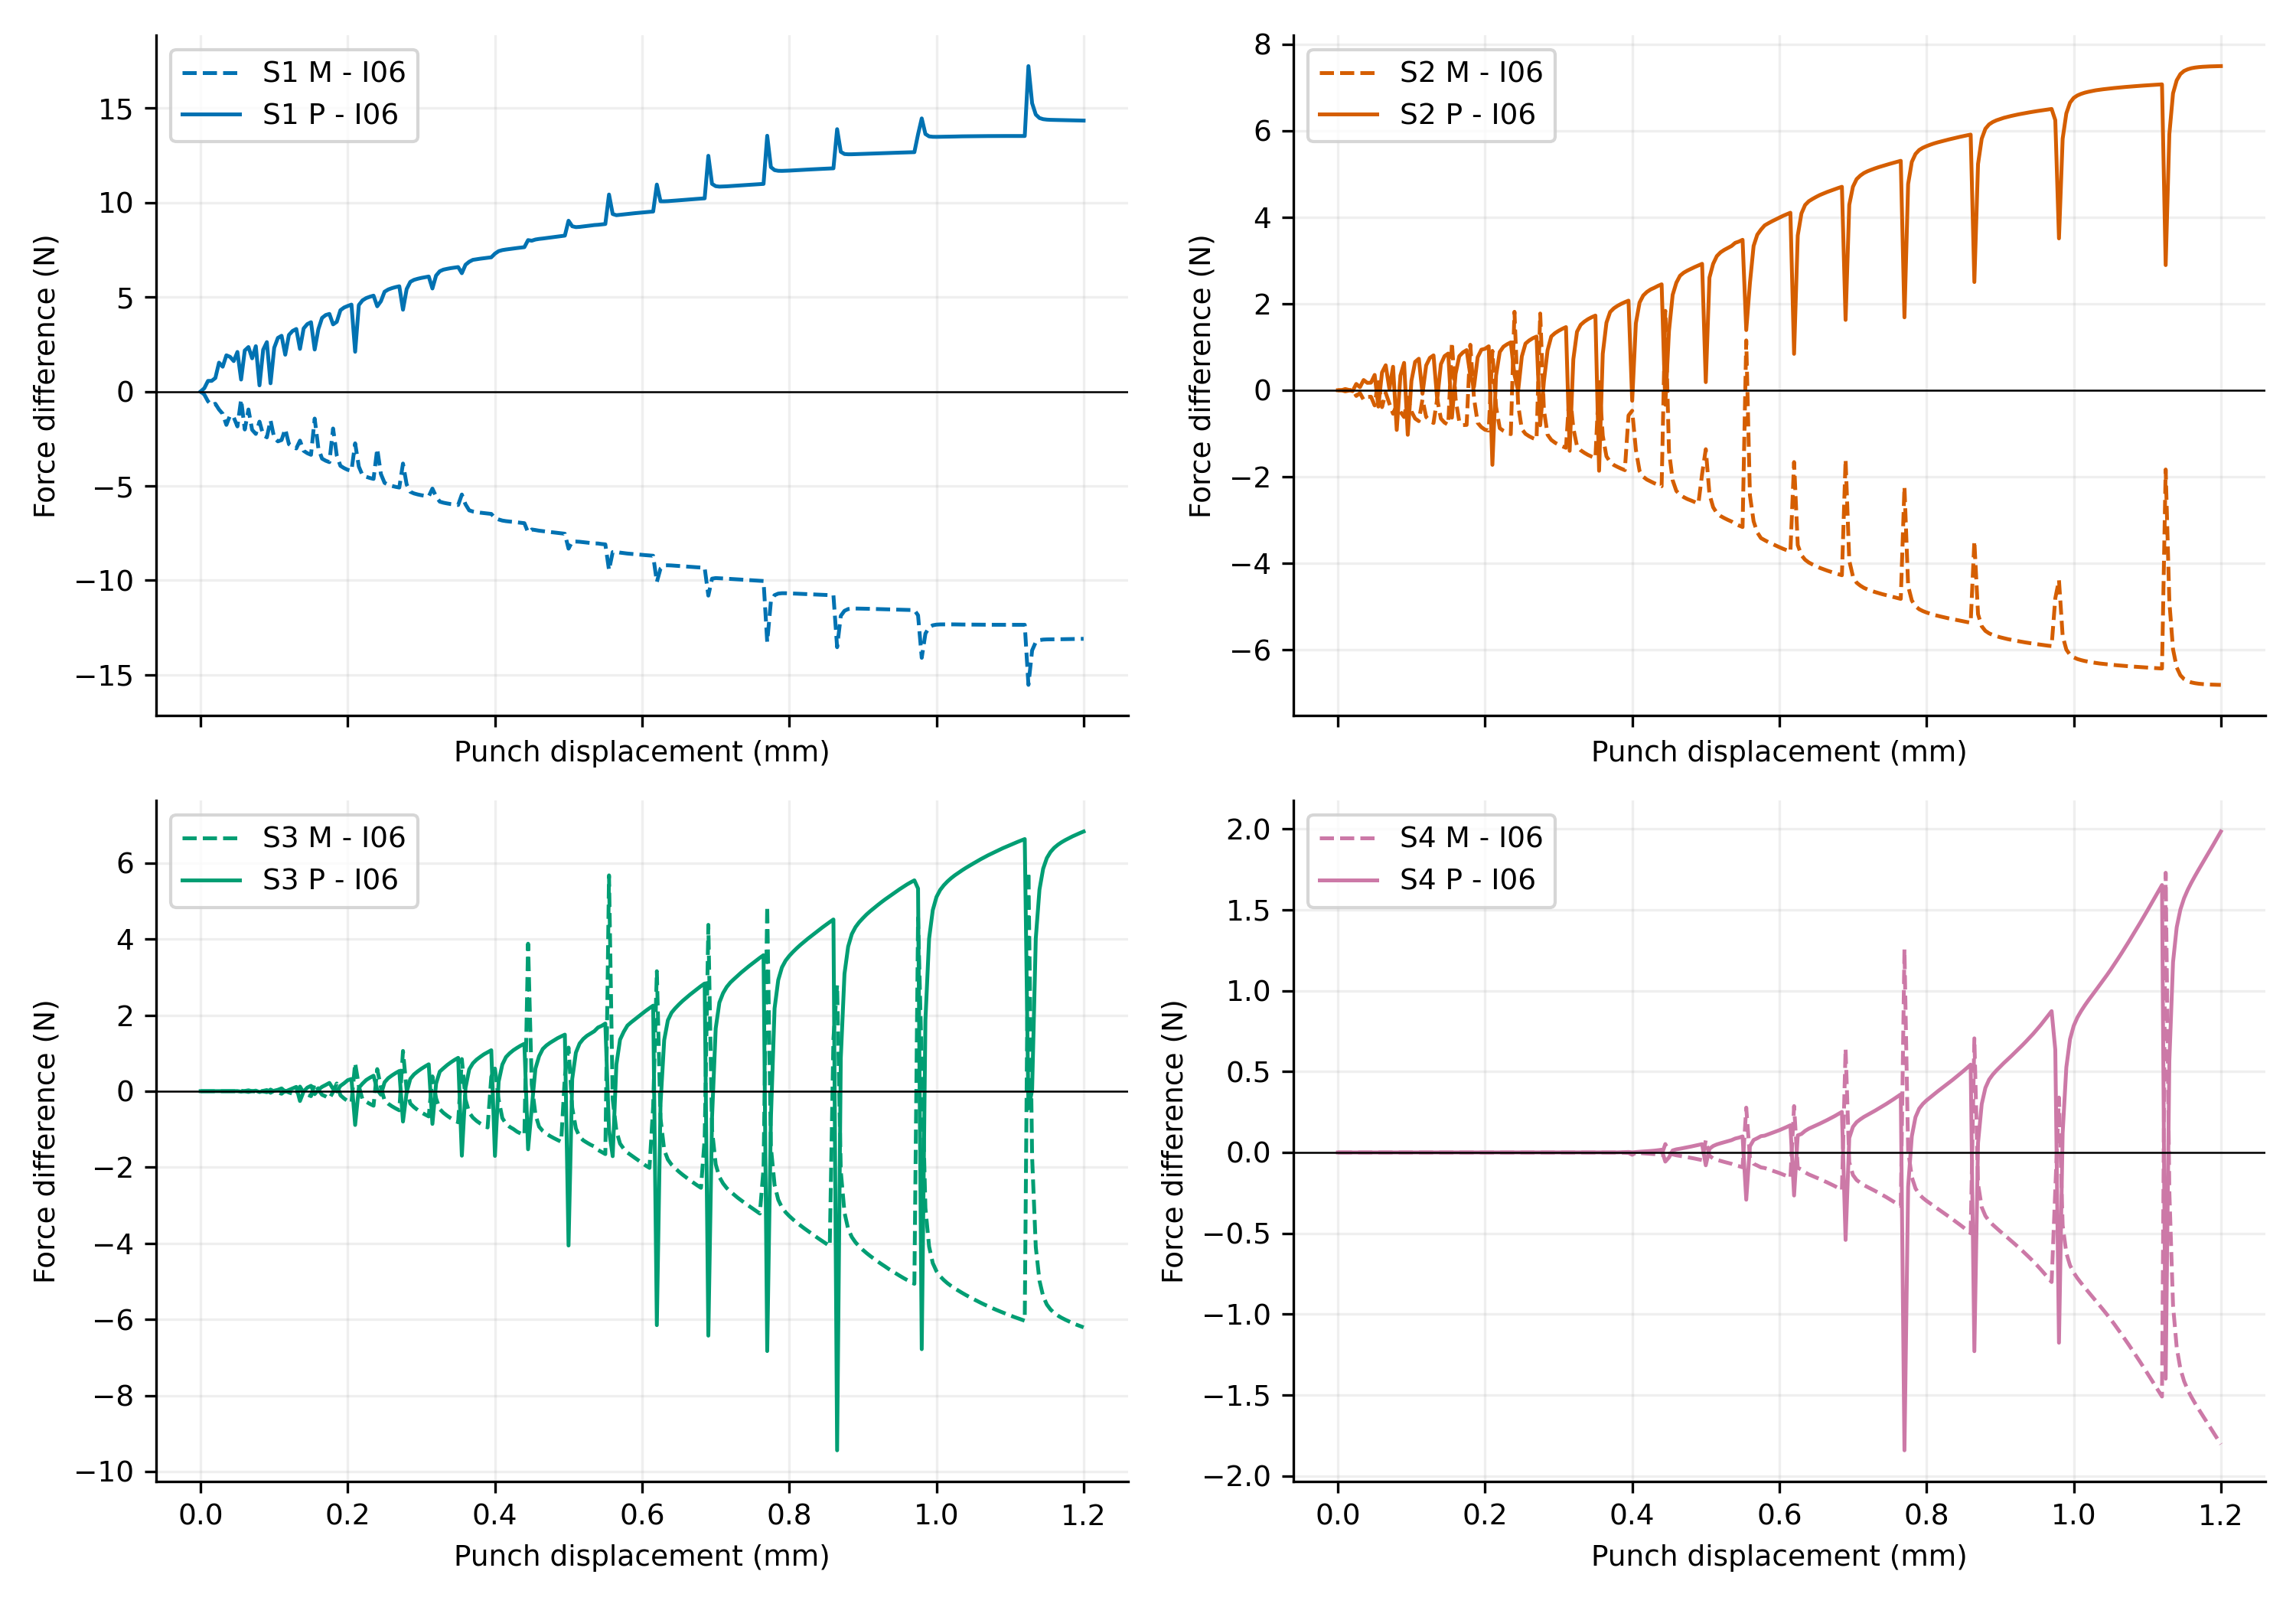 S1 M - I06
S1 P - I06
15
10
5
0
−5
−10
−15
Force difference (N)
Punch displacement (mm)
S2 M - I06
S2 P - I06
8
6
4
2
0
−2
−4
−6
Force difference (N)
Punch displacement (mm)
S3 M - I06
S3 P - I06
6
4
2
0
−2
−4
−6
−8
−10
Force difference (N)
0.0 0.2 0.4 0.6 0.8 1.0 1.2
Punch displacement (mm)
S4 M - I06
S4 P - I06
2.0
1.5
1.0
0.5
0.0
−0.5
−1.0
−1.5
−2.0
Force difference (N)
0.0 0.2 0.4 0.6 0.8 1.0 1.2
Punch displacement (mm)